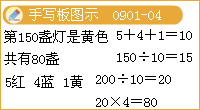 手写板图示 0901-04
第150盏灯是黄色 5+4+1=10
共有80盏 150÷10=15
5红 4蓝 1黄 200÷10=20
20×4=80